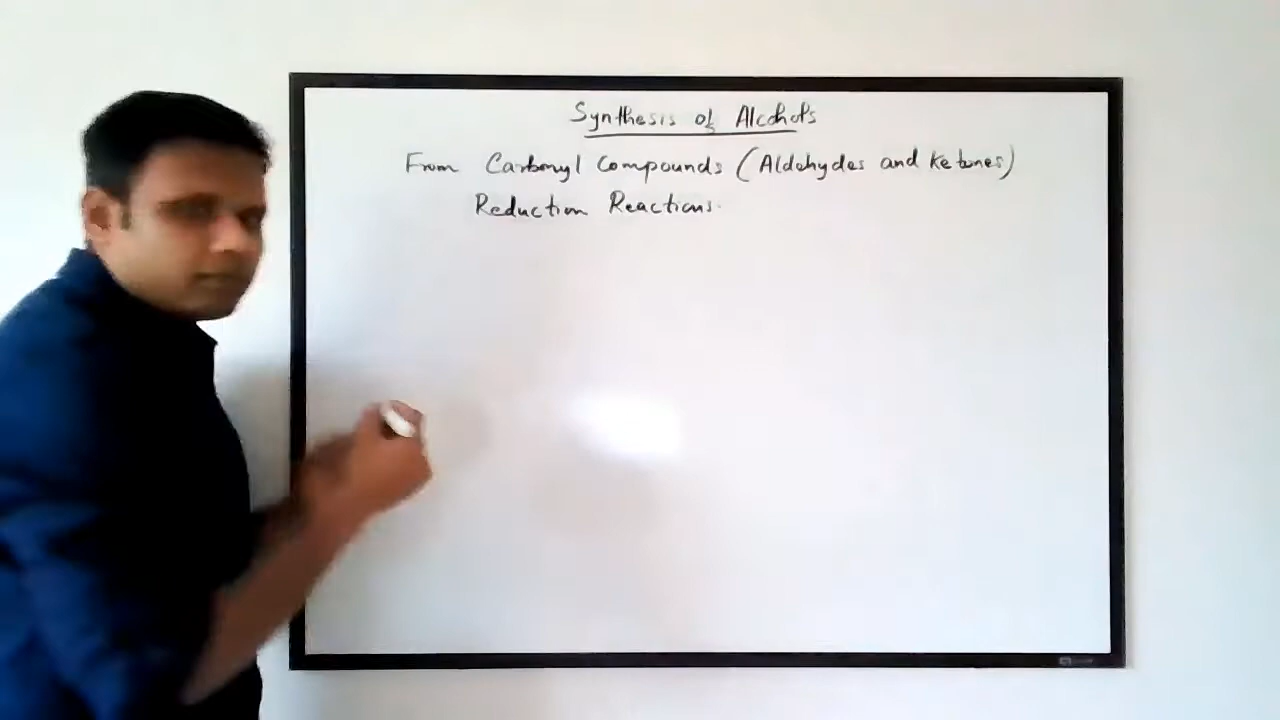 Synthesis of Alcohols
From Carbonyl Compounds (Aldehydes and Ketones)
Reduction Reactions.